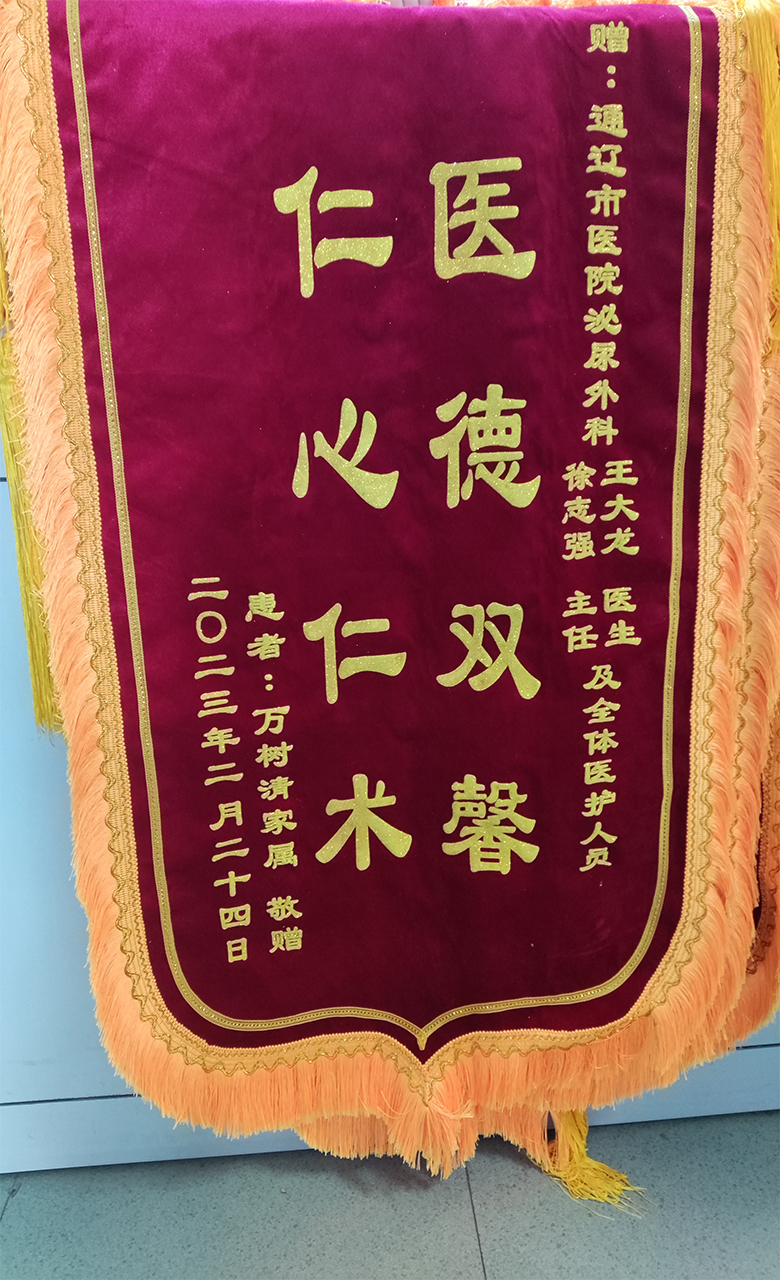 赠：通辽市医院泌尿外科
王大龙 医生
徐志强 主任
及全体医护人员
医德双馨
仁心仁术
患者：万树清家属 敬赠
二〇二三年二月二十四日